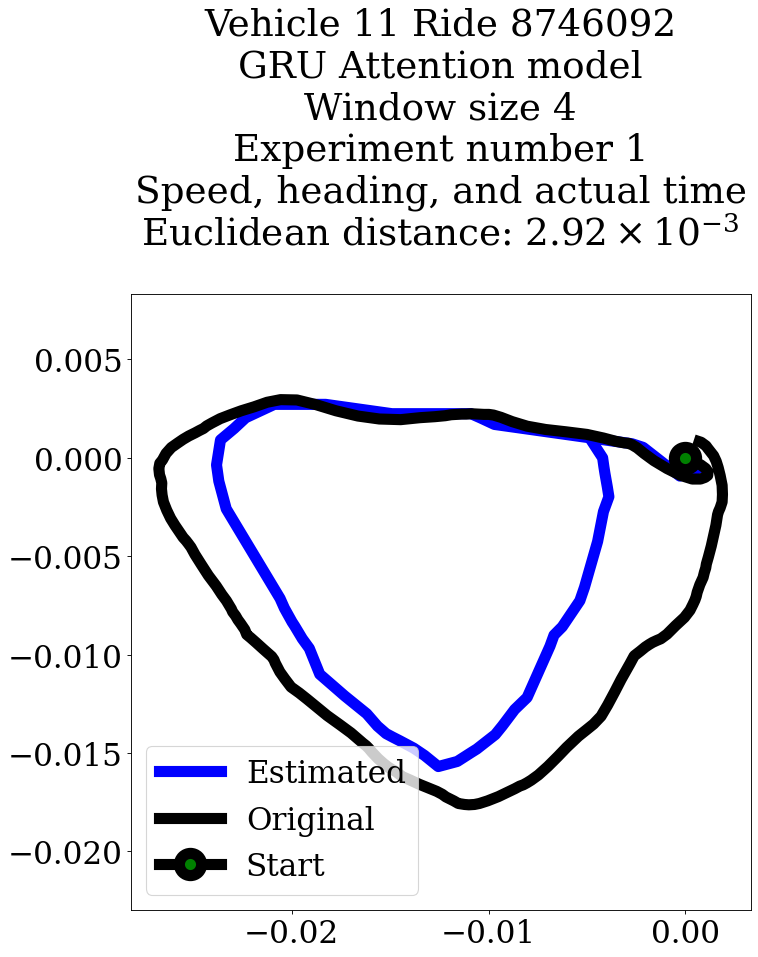 Vehicle 11 Ride 8746092
GRU Attention model
Window size 4
Experiment number 1
Speed, heading, and actual time
Euclidean distance: 2.92 × 10⁻³
0.005
0.000
−0.005
−0.010
−0.015
−0.020
Estimated
Original
Start
−0.02
−0.01
0.00